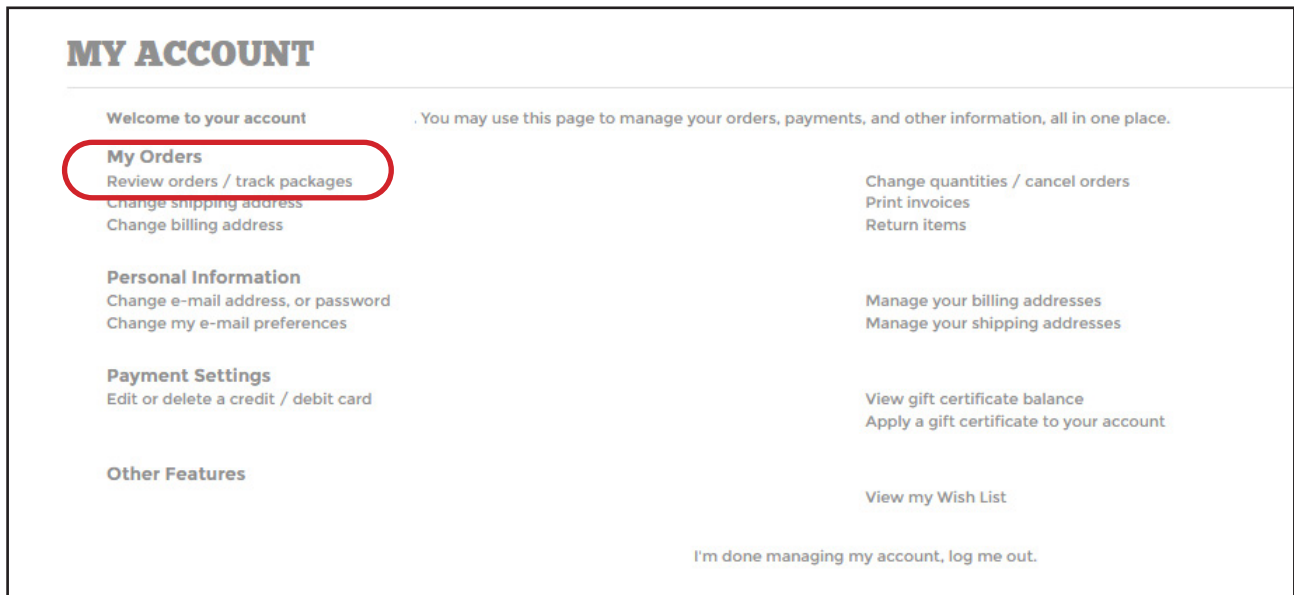 MY ACCOUNT
Welcome to your account . You may use this page to manage your orders, payments, and other information, all in one place.
My Orders
Review orders / track packages
Change quantities / cancel orders
Change shipping address
Print invoices
Change billing address
Return items
Personal Information
Change e-mail address, or password
Manage your billing addresses
Change my e-mail preferences
Manage your shipping addresses
Payment Settings
Edit or delete a credit / debit card
View gift certificate balance
Apply a gift certificate to your account
Other Features
View my Wish List
I'm done managing my account, log me out.